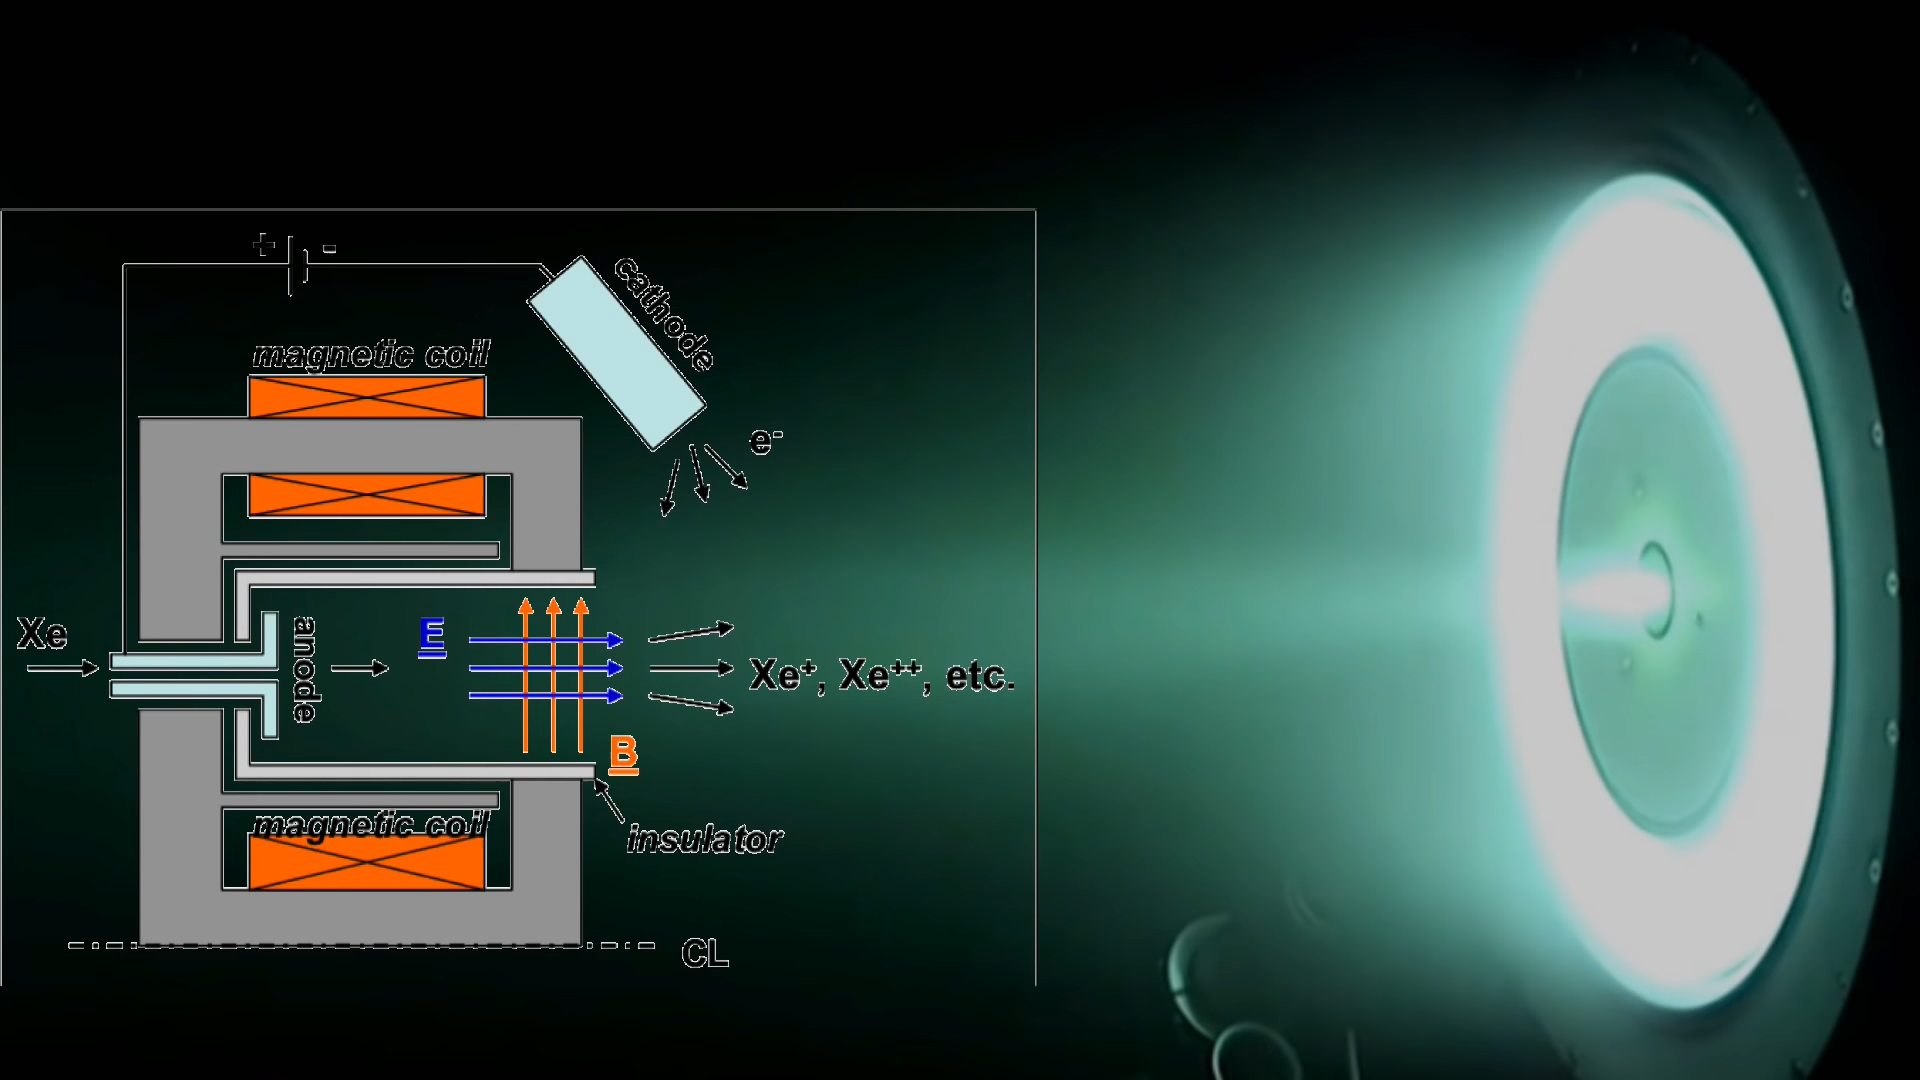 + -
cathode
magnetic coil
e-
Xe
anode
E
Xe+, Xe++, etc.
B
magnetic coil
insulator
CL